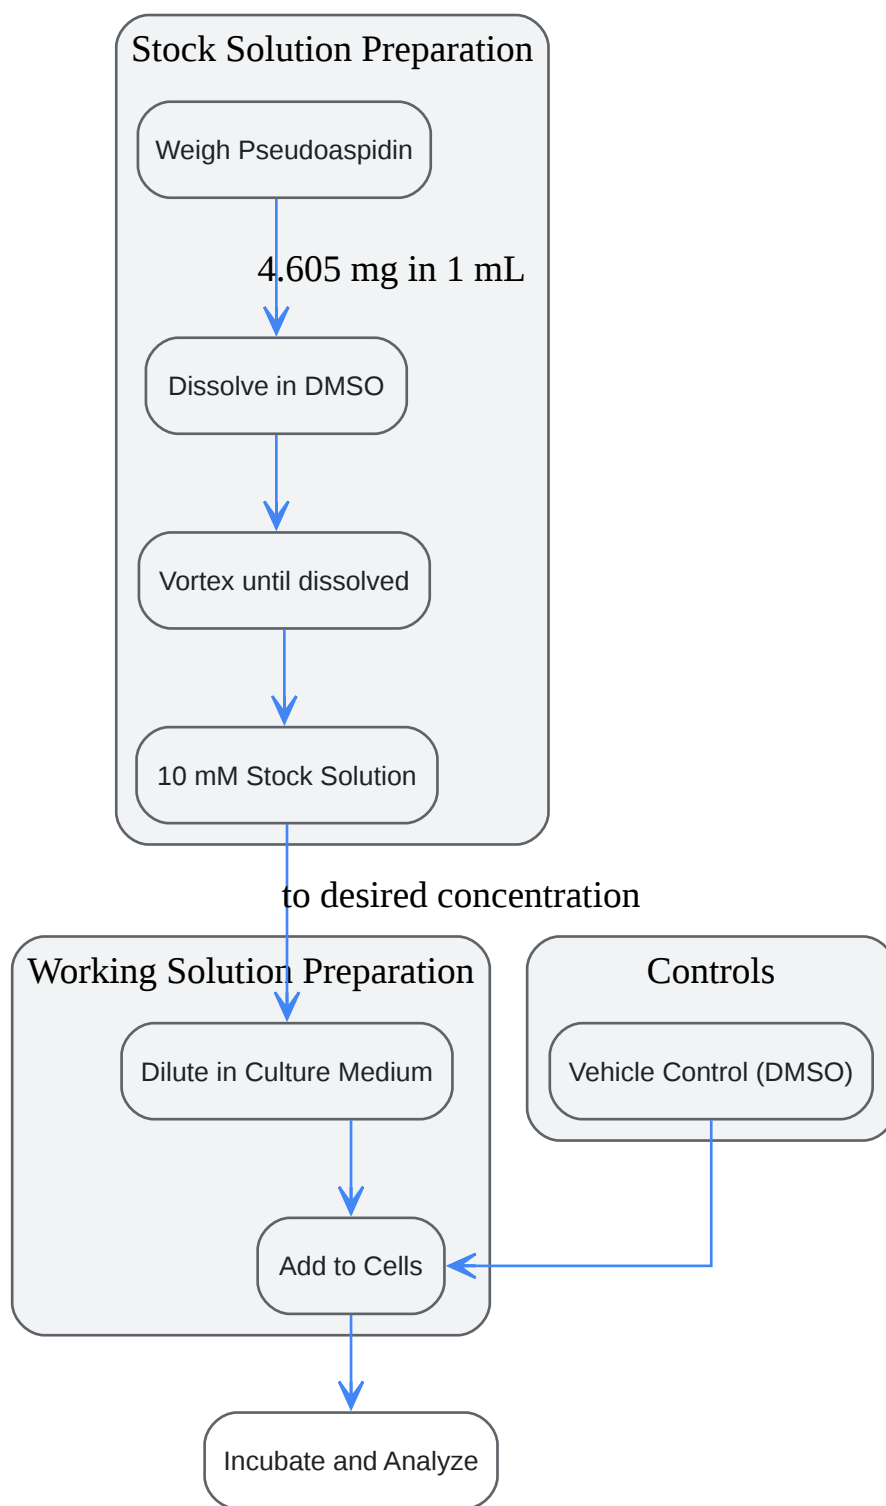 Stock Solution Preparation
Weigh Pseudoaspidin
4.605 mg in 1 mL
Dissolve in DMSO
Vortex until dissolved
10 mM Stock Solution
to desired concentration
Working Solution Preparation
Controls
Dilute in Culture Medium
Vehicle Control (DMSO)
Add to Cells
Incubate and Analyze